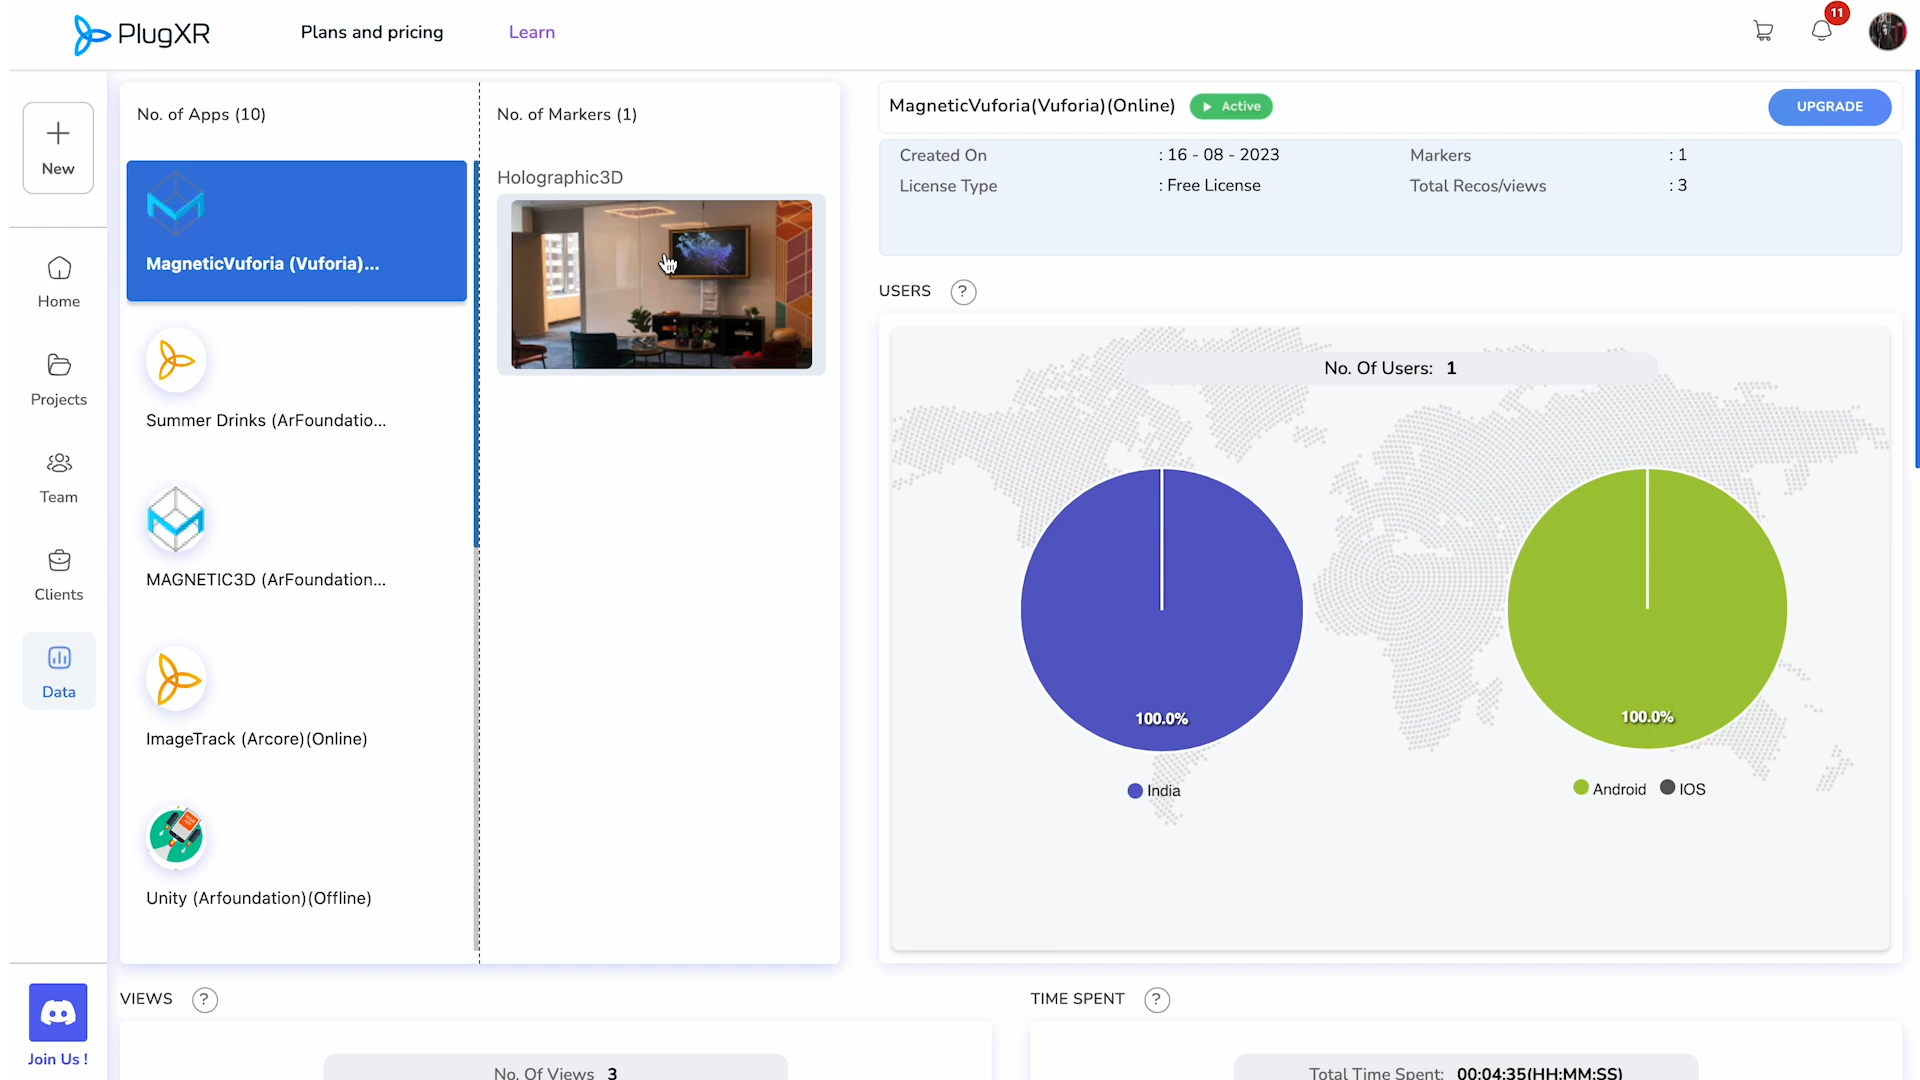 PlugXR
Plans and pricing
Learn
11
New
Home
Projects
Team
Clients
Data
Join Us !
No. of Apps (10)
MagneticVuforia (Vuforia)...
Summer Drinks (ArFoundatio...
MAGNETIC3D (ArFoundation...
ImageTrack (Arcore)(Online)
Unity (Arfoundation)(Offline)
No. of Markers (1)
Holographic3D
MagneticVuforia(Vuforia)(Online)
Active
UPGRADE
Created On : 16 - 08 - 2023 Markers : 1
License Type : Free License Total Recos/views : 3
USERS ?
No. Of Users: 1
100.0%
India
100.0%
Android IOS
VIEWS ?
No. Of Views 3
TIME SPENT ?
Total Time Spent: 00:04:35(HH:MM:SS)